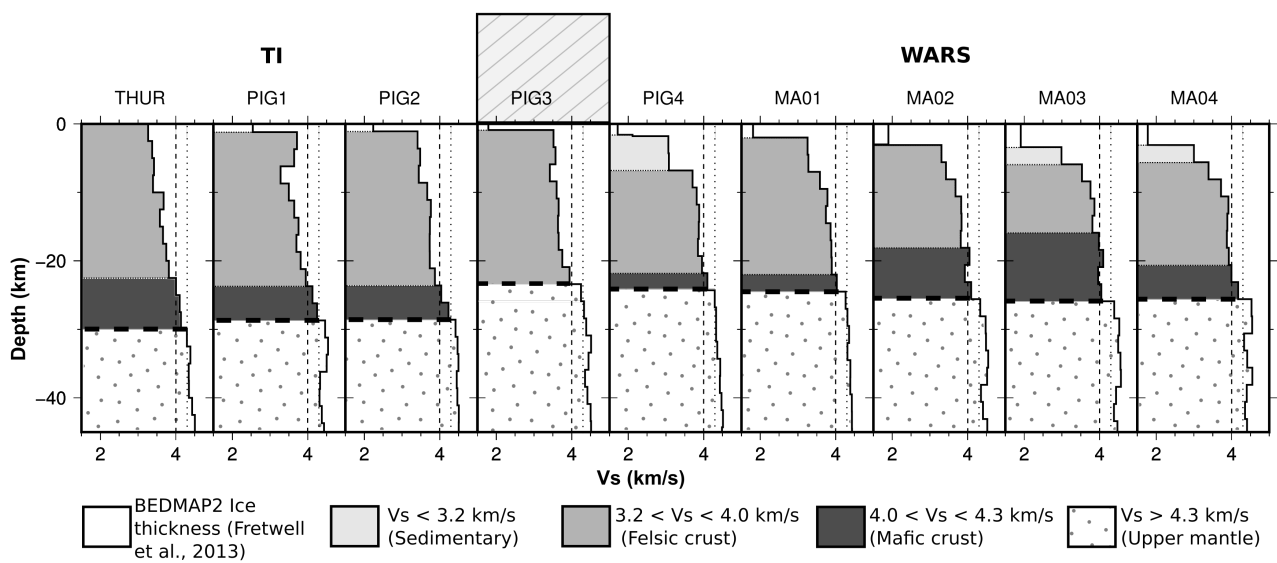 TI WARS
THUR PIG1 PIG2 PIG3 PIG4 MA01 MA02 MA03 MA04
0
−20
−40
Depth (km)
2 4 2 4 2 4 2 4 2 4 2 4 2 4 2 4 2 4
Vs (km/s)
BEDMAP2 Ice
thickness (Fretwell
et al., 2013)
Vs < 3.2 km/s
(Sedimentary)
3.2 < Vs < 4.0 km/s
(Felsic crust)
4.0 < Vs < 4.3 km/s
(Mafic crust)
Vs > 4.3 km/s
(Upper mantle)